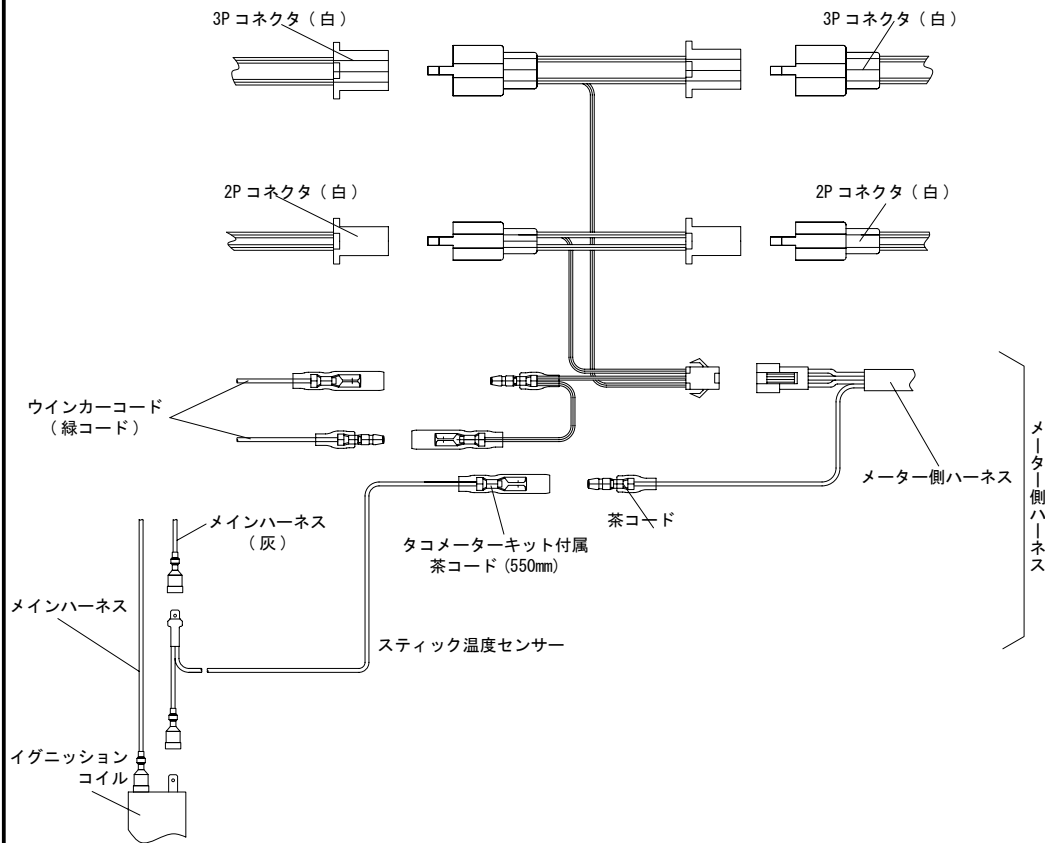 3P コネクタ ( 白 )
3P コネクタ ( 白 )
2P コネクタ ( 白 )
2P コネクタ ( 白 )
ウインカーコード
( 緑コード )
メーター側ハーネス
メーター側ハーネス
茶コード
タコメーターキット付属
茶コード (550mm)
メインハーネス
( 灰 )
メインハーネス
スティック温度センサー
イグニッション
コイル